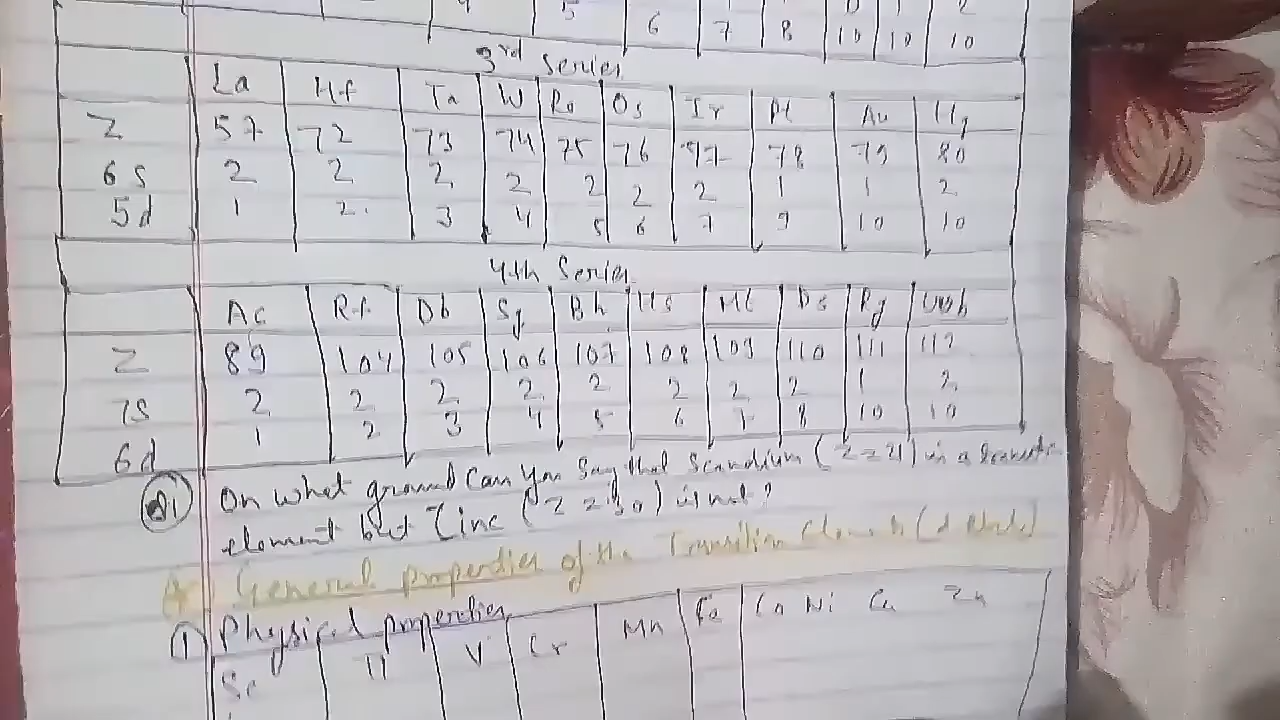 4 5 6 7 8 10 10 10
3rd Series
La Hf Ta W Re Os Ir Pt Au Hg
Z 57 72 73 74 75 76 77 78 79 80
6s 2 2 2 2 2 2 2 1 1 2
5d 1 2 3 4 5 6 7 9 10 10
4th Series
Ac Rf Db Sg Bh Hs Mt Ds Rg Uub
Z 89 104 105 106 107 108 109 110 111 112
7s 2 2 2 2 2 2 2 2 1 2
6d 1 2 3 4 5 6 7 8 10 10
Q1 On what ground can you say that Scandium (Z=21) is a transition
element but Zinc (Z=30) is not?
General properties of the Transition Elements (d Block)
① Physical properties
Sc Ti V Cr Mn Fe Co Ni Cu Zn